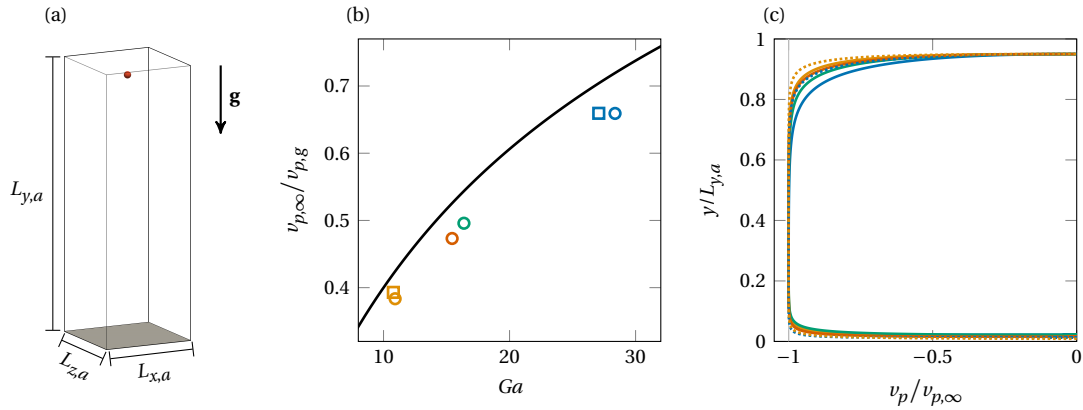 (a)
g
L_{y,a}
L_{z,a}
L_{x,a}
(b)
0.7
0.6
0.5
0.4
10
20
30
v_{p,∞}/v_{p,g}
Ga
(c)
1
0.8
0.6
0.4
0.2
0
−1
−0.5
0
y/L_{y,a}
v_p/v_{p,∞}